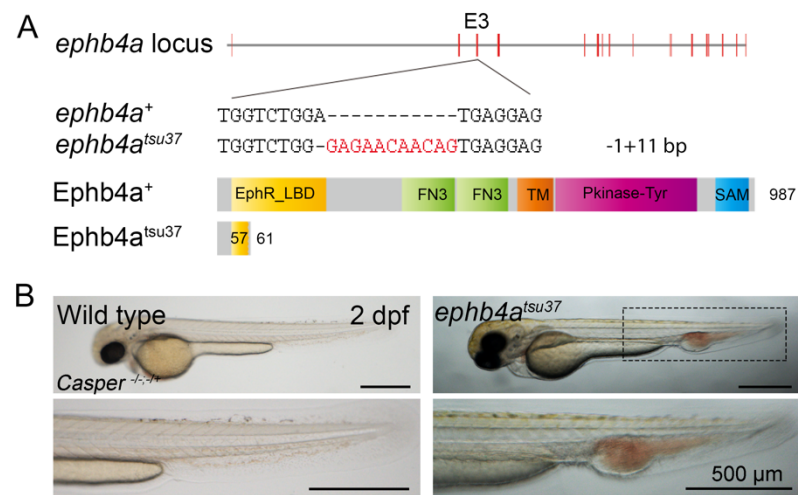 A
E3
ephb4a locus
ephb4a+
TGGTCTGGA-----------TGAGGAG
ephb4atsu37
TGGTCTGG-GAGAACAACAGTGAGGAG
-1+11 bp
Ephb4a+
EphR_LBD FN3 FN3 TM Pkinase-Tyr SAM 987
Ephb4atsu37
57 61
B
Wild type 2 dpf
Casper -/-;-/+
ephb4atsu37
500 µm